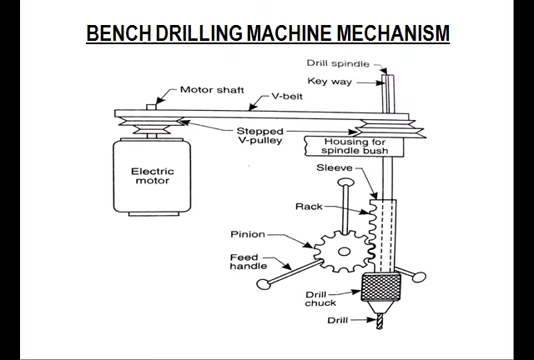 BENCH DRILLING MACHINE MECHANISM
Drill spindle
Key way
Motor shaft
V-belt
Stepped
V-pulley
Housing for
spindle bush
Electric
motor
Sleeve
Rack
Pinion
Feed
handle
Drill
chuck
Drill